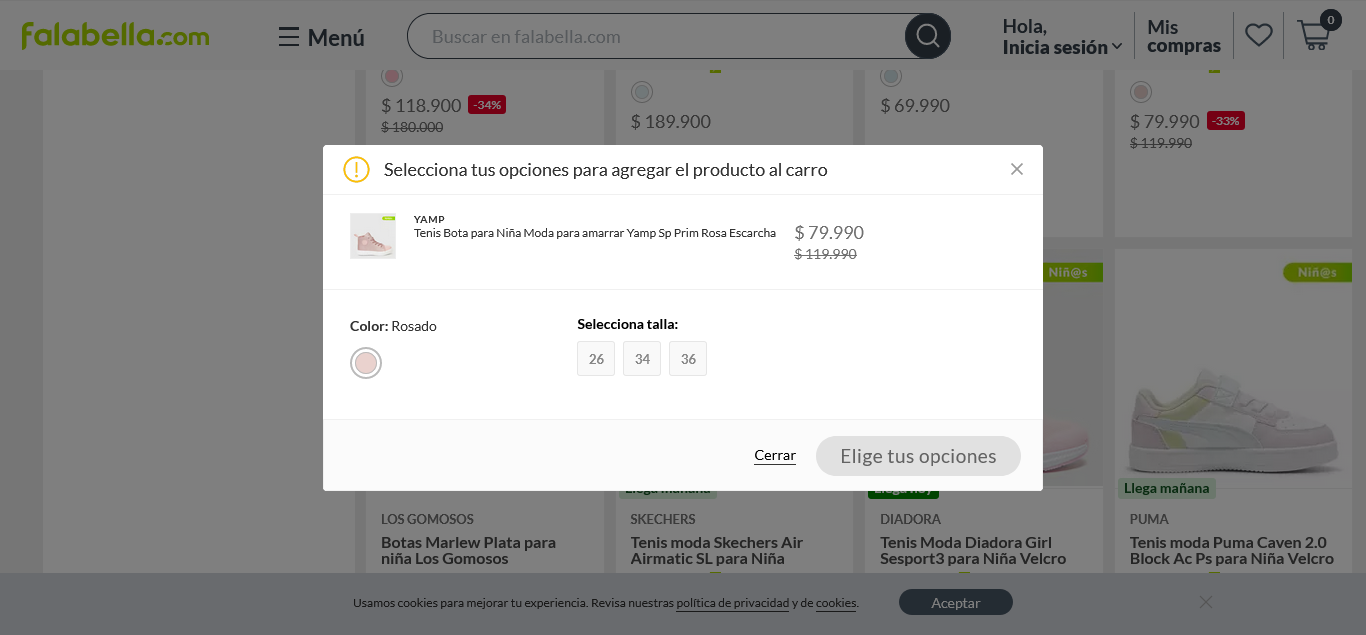 falabella.com
Menú
Buscar en falabella.com
Hola,
Inicia sesión
Mis
compras
0
$ 118.900 -34%
$ 180.000
$ 189.900
$ 69.990
$ 79.990 -33%
$ 119.990
Selecciona tus opciones para agregar el producto al carro
YAMP
Tenis Bota para Niña Moda para amarrar Yamp Sp Prim Rosa Escarcha
$ 79.990
$ 119.990
Color: Rosado
Selecciona talla:
26 34 36
Cerrar
Elige tus opciones
Niñ@s
Niñ@s
Llega mañana
Llega hoy
Llega mañana
LOS GOMOSOS
Botas Marlew Plata para
niña Los Gomosos
SKECHERS
Tenis moda Skechers Air
Airmatic SL para Niña
DIADORA
Tenis Moda Diadora Girl
Sesport3 para Niña Velcro
PUMA
Tenis moda Puma Caven 2.0
Block Ac Ps para Niña Velcro
Usamos cookies para mejorar tu experiencia. Revisa nuestras política de privacidad y de cookies.
Aceptar